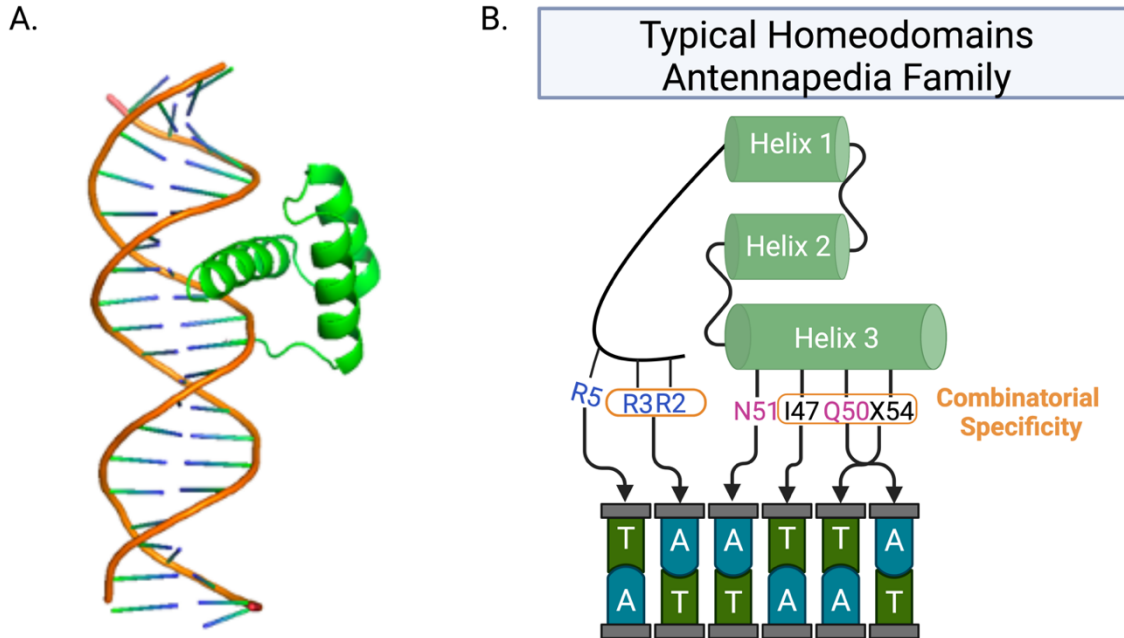 A.
B.
Typical Homeodomains
Antennapedia Family
Helix 1
Helix 2
Helix 3
R5 R3 R2 N51 I47 Q50 X54
Combinatorial
Specificity
T A A T T A
A T T A A T